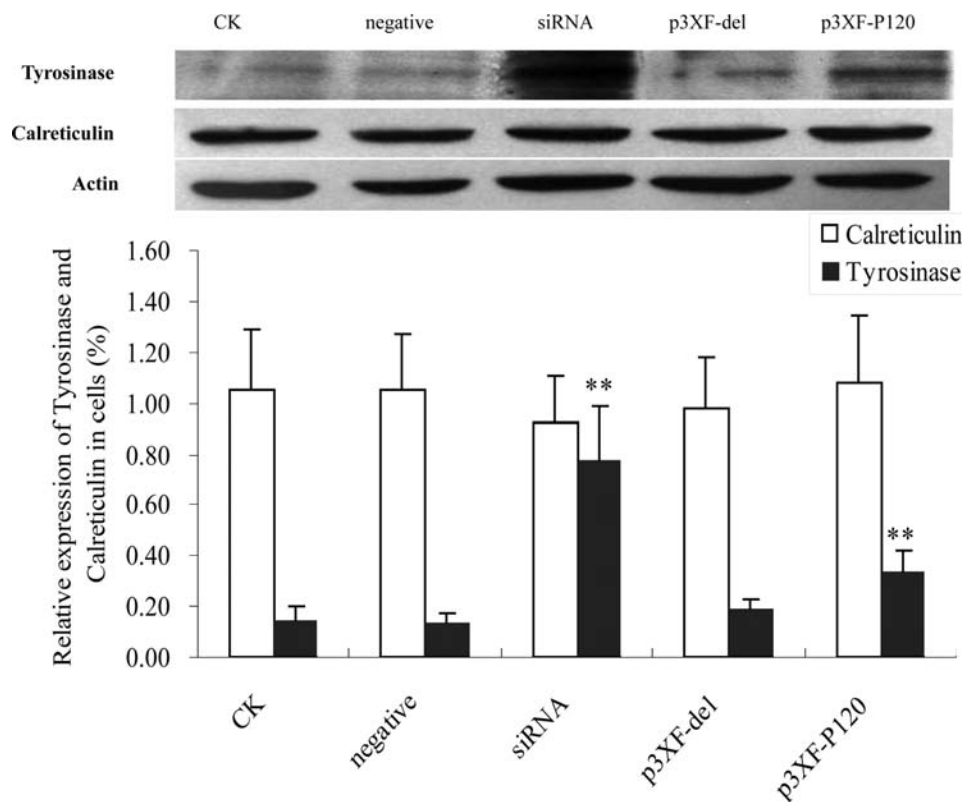 CK negative siRNA p3XF-del p3XF-P120
Tyrosinase
Calreticulin
Actin
Calreticulin
Tyrosinase
Relative expression of Tyrosinase and
Calreticulin in cells (%)
1.60
1.40
1.20
1.00
0.80
0.60
0.40
0.20
0.00
**
**
CK negative siRNA p3XF-del p3XF-P120